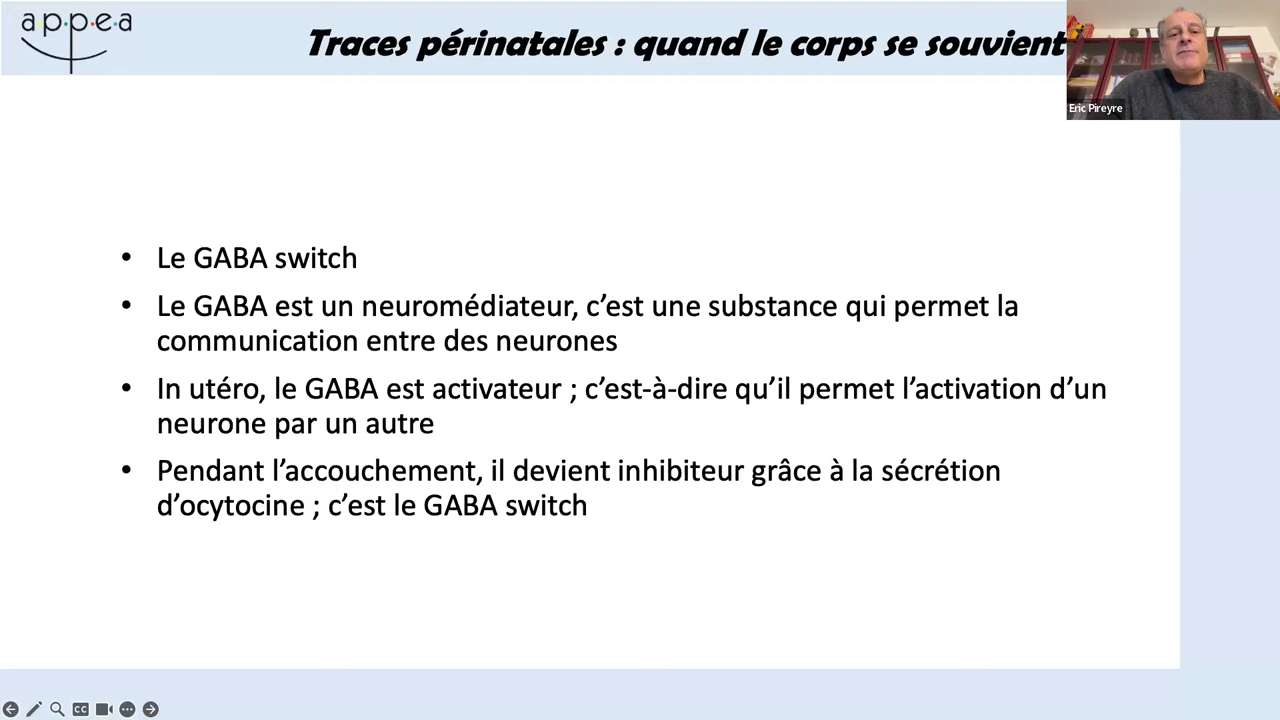 a·p·p·e·a
Traces périnatales : quand le corps se souvient
Eric Pireyre
• Le GABA switch
• Le GABA est un neuromédiateur, c’est une substance qui permet la
communication entre des neurones
• In utéro, le GABA est activateur ; c’est-à-dire qu’il permet l’activation d’un
neurone par un autre
• Pendant l’accouchement, il devient inhibiteur grâce à la sécrétion
d’ocytocine ; c’est le GABA switch
CC